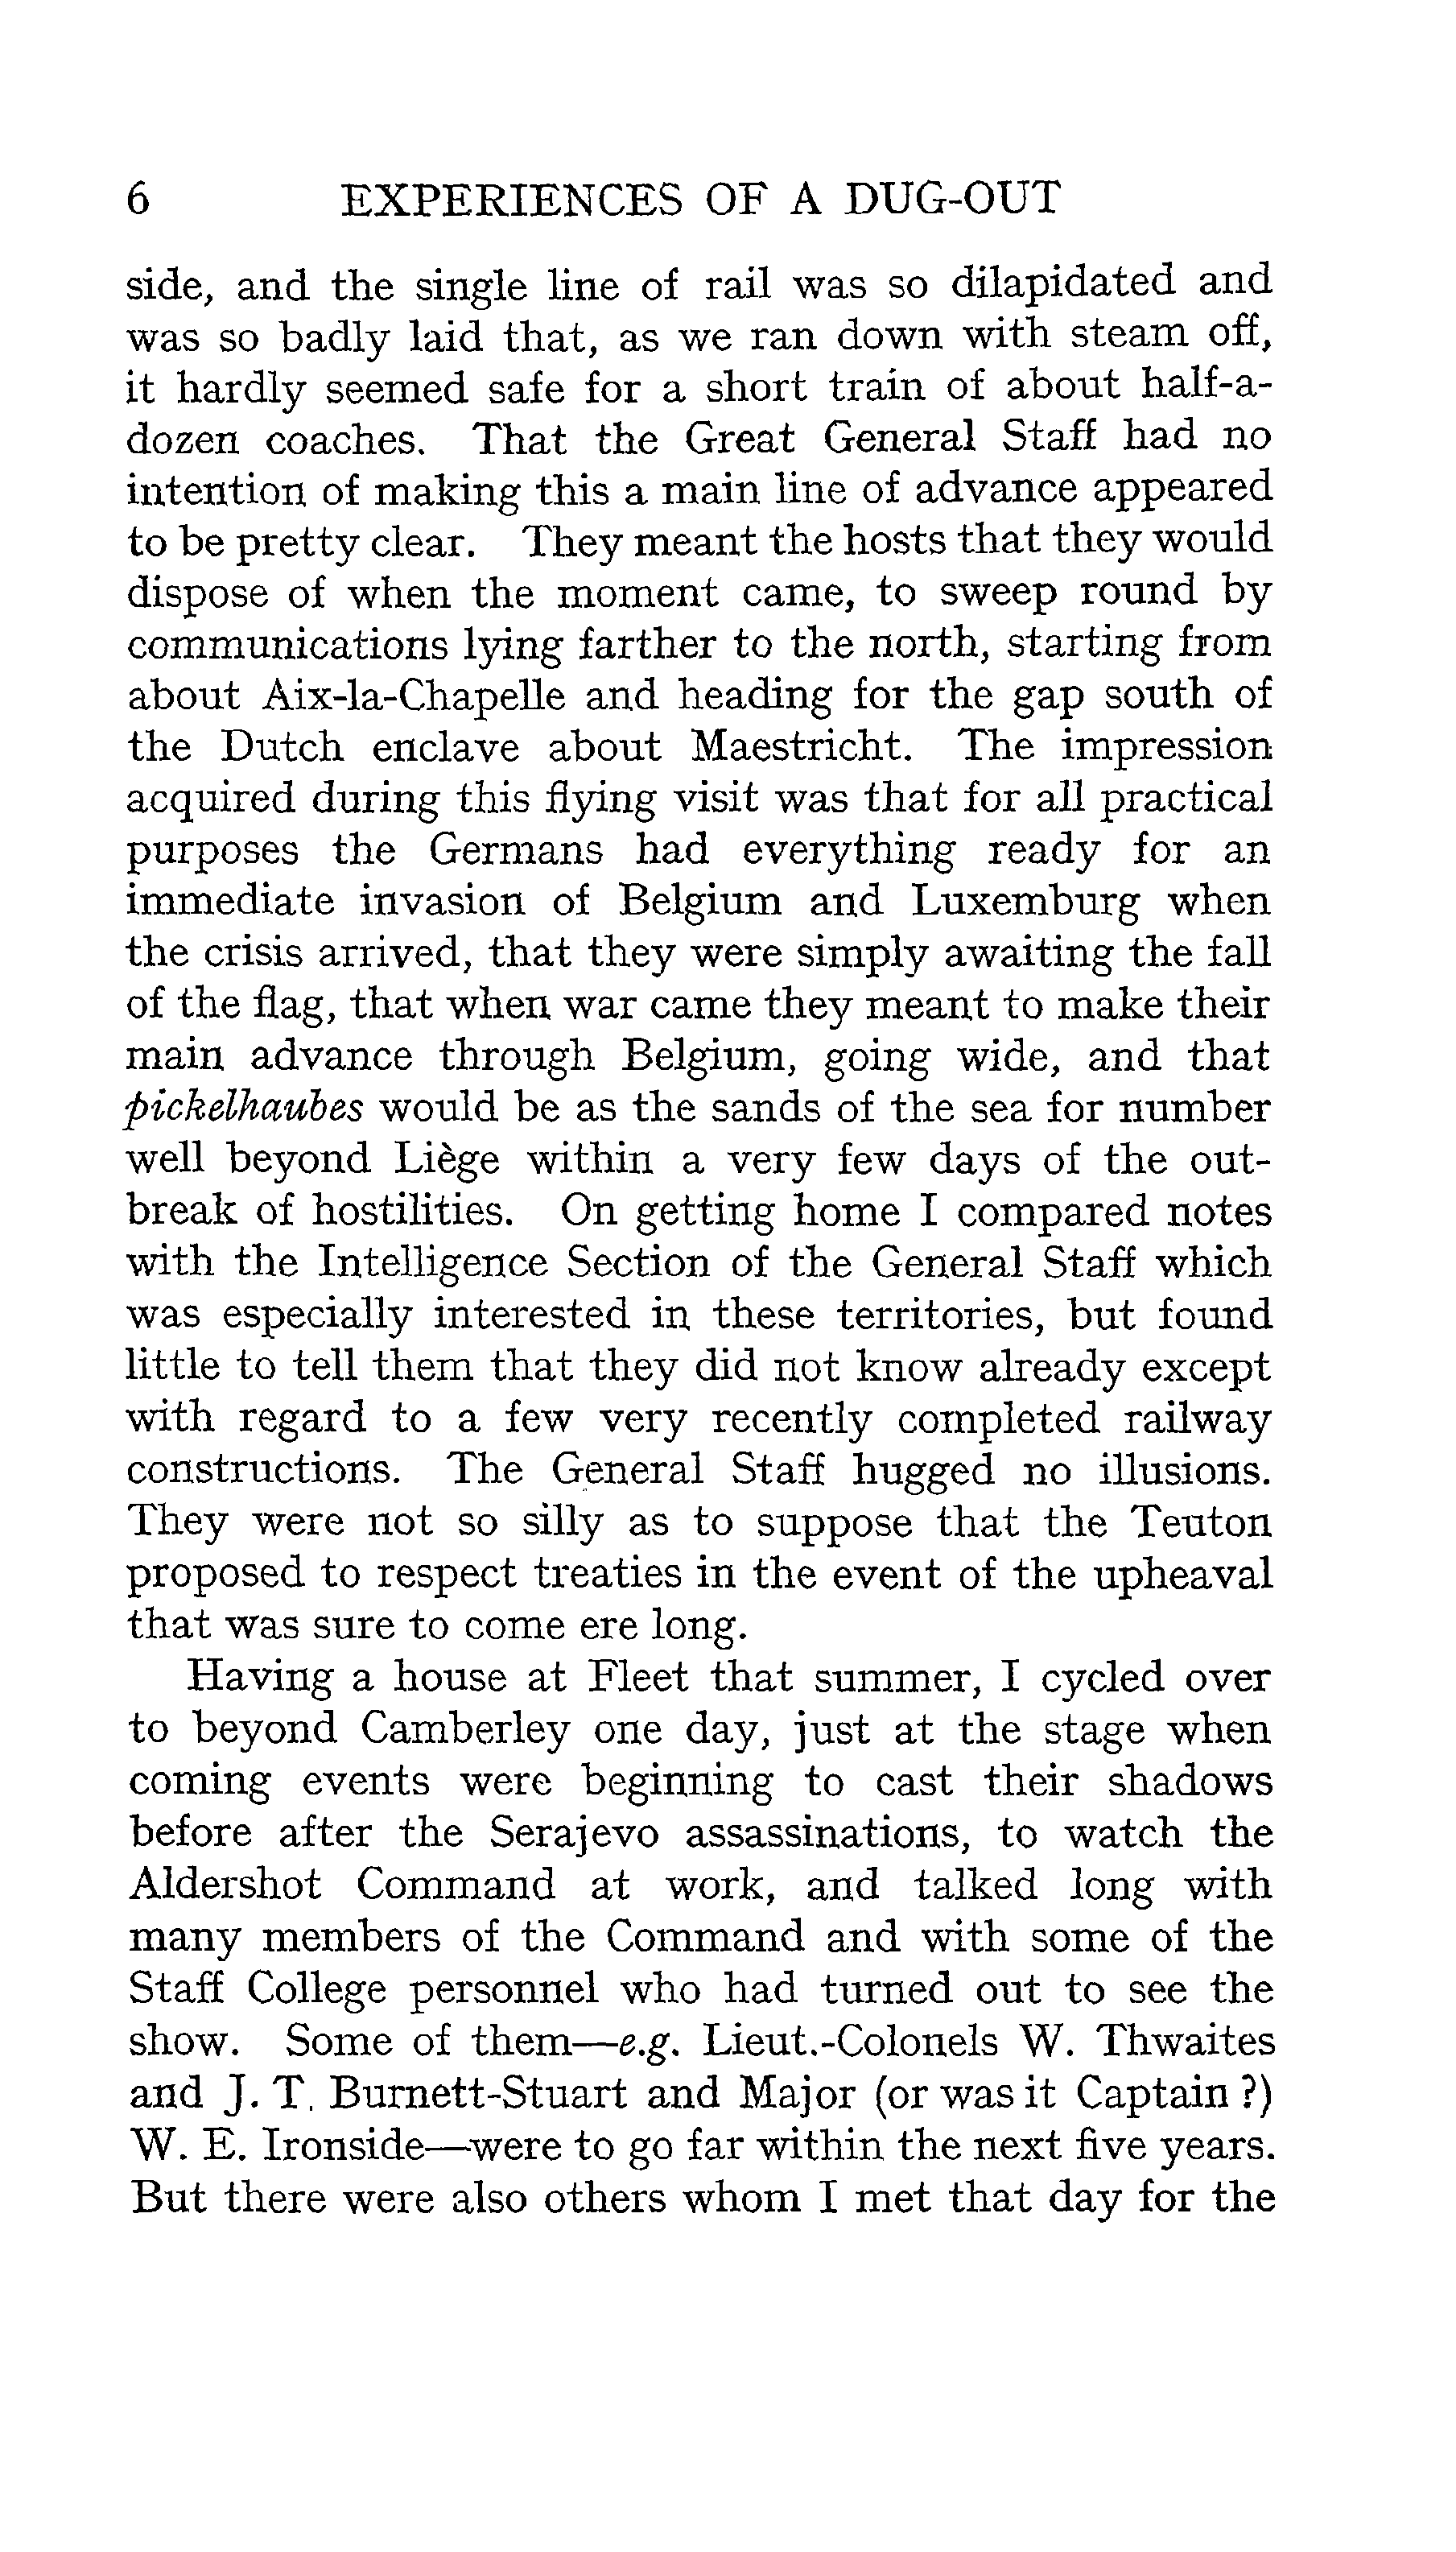 6 EXPERIENCES OF A DUG-OUT
side, and the single line of rail was so dilapidated and
was so badly laid that, as we ran down with steam off,
it hardly seemed safe for a short train of about half-a-
dozen coaches. That the Great General Staff had no
intention of making this a main line of advance appeared
to be pretty clear. They meant the hosts that they would
dispose of when the moment came, to sweep round by
communications lying farther to the north, starting from
about Aix-la-Chapelle and heading for the gap south of
the Dutch enclave about Maestricht. The impression
acquired during this flying visit was that for all practical
purposes the Germans had everything ready for an
immediate invasion of Belgium and Luxemburg when
the crisis arrived, that they were simply awaiting the fall
of the flag, that when war came they meant to make their
main advance through Belgium, going wide, and that
pickelhaubes would be as the sands of the sea for number
well beyond Liège within a very few days of the out-
break of hostilities. On getting home I compared notes
with the Intelligence Section of the General Staff which
was especially interested in these territories, but found
little to tell them that they did not know already except
with regard to a few very recently completed railway
constructions. The General Staff hugged no illusions.
They were not so silly as to suppose that the Teuton
proposed to respect treaties in the event of the upheaval
that was sure to come ere long.
Having a house at Fleet that summer, I cycled over
to beyond Camberley one day, just at the stage when
coming events were beginning to cast their shadows
before after the Serajevo assassinations, to watch the
Aldershot Command at work, and talked long with
many members of the Command and with some of the
Staff College personnel who had turned out to see the
show. Some of them—e.g. Lieut.-Colonels W. Thwaites
and J. T. Burnett-Stuart and Major (or was it Captain ?)
W. E. Ironside—were to go far within the next five years.
But there were also others whom I met that day for the